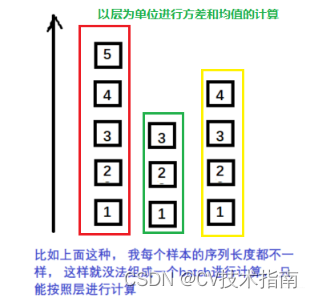 以层为单位进行方差和均值的计算
5
4 4
3 3 3
2 2 2
1 1 1
比如上面这种， 我每个样本的序列长度都不一
样， 这样就没法组成一个batch进行计算， 只
能按照层进行计算
CSDN @CV技术指南